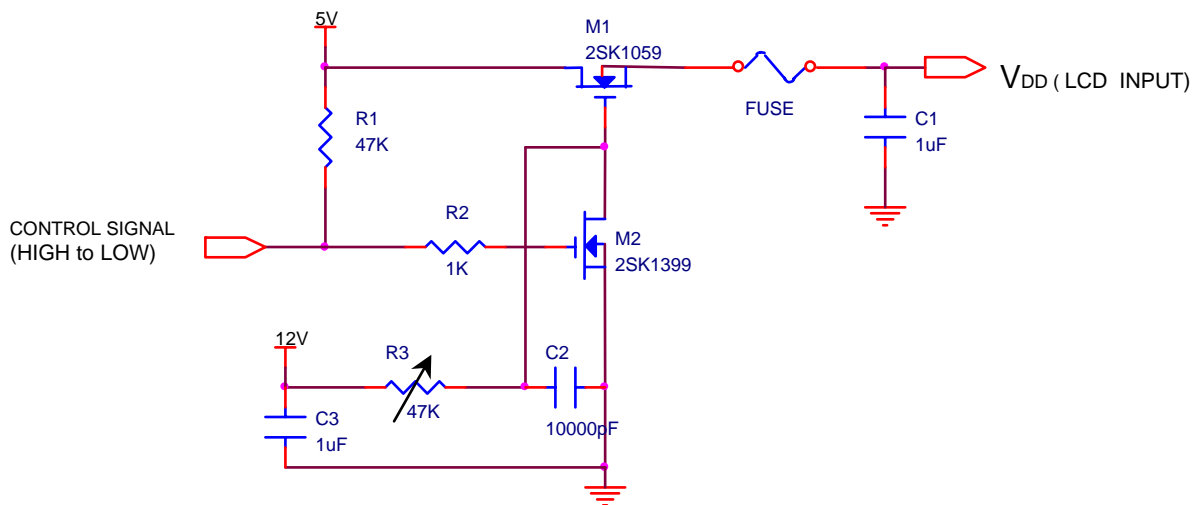 5V
M1
2SK1059
R1
47K
FUSE
VDD ( LCD INPUT)
C1
1uF
CONTROL SIGNAL
(HIGH to LOW)
R2
1K
M2
2SK1399
12V
R3
47K
C2
10000pF
C3
1uF